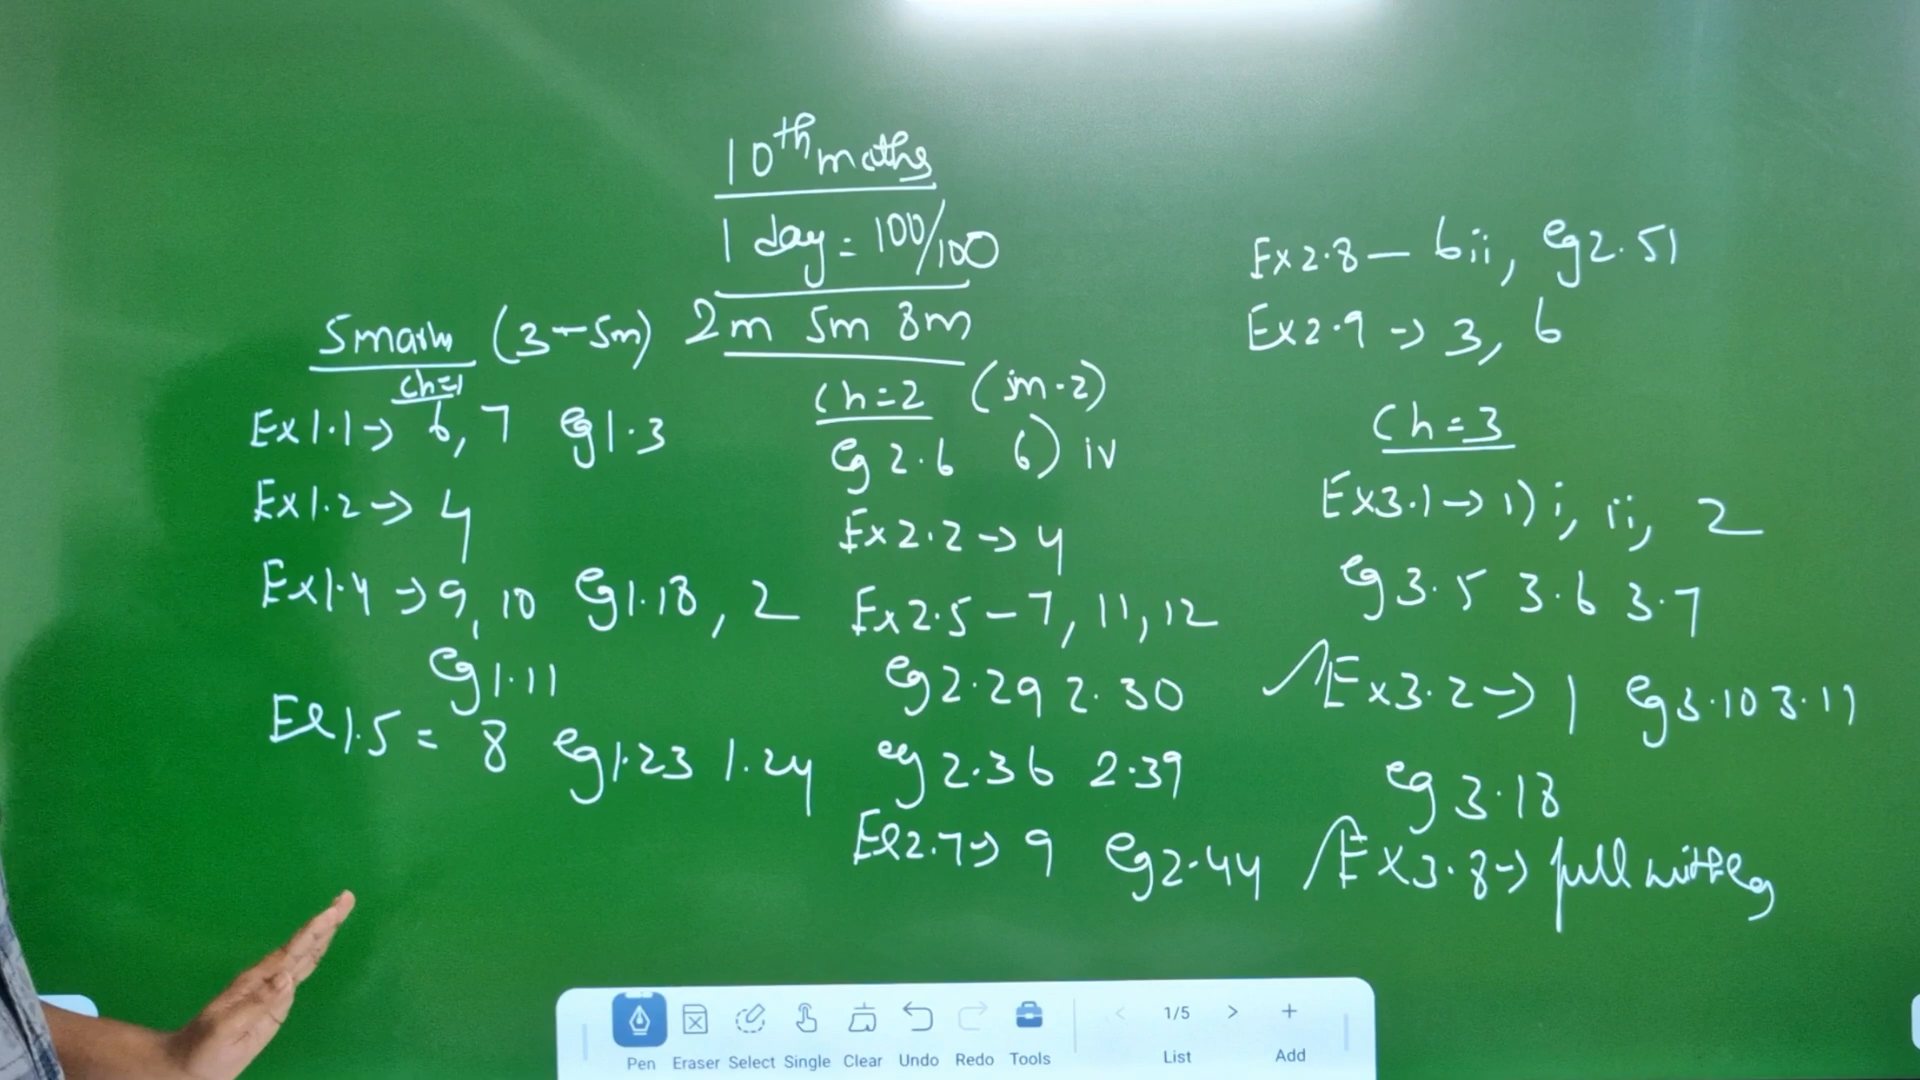 10th maths
1 day = 100/100
2m 5m 8m
5 mark (3-5m)
Ch=1
Ex1.1→ 6, 7 eg1.3
Ex1.2→ 4
Ex1.4→9, 10 eg1.18, 2
eg1.11
Ex1.5 = 8 eg1.23 1.24
Ch=2 (5m-2)
eg 2.6 6) iv
Ex2.2→4
Ex2.5-7, 11, 12
eg2.29 2.30
eg 2.36 2.39
Ex2.7→9 eg2.44
Ex2.8— 6ii, eg2.51
Ex2.9→ 3, 6
Ch=3
Ex3.1→1) i, ii, 2
eg3.5 3.6 3.7
Ex3.2→ 1 eg3.10 3.11
eg 3.18
Ex3.8→ full with eg
Pen Eraser Select Single Clear Undo Redo Tools < 1/5 > List + Add